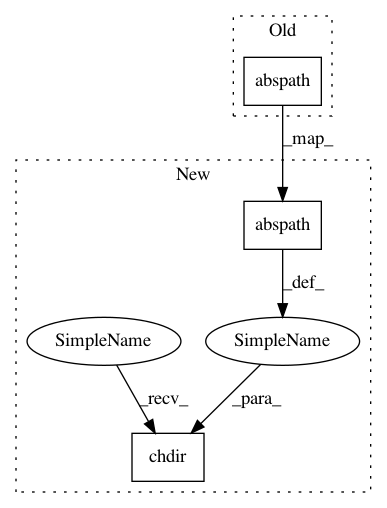 Old
abspath
_map_
New
abspath
_def_
SimpleName
SimpleName
_recv_
_para_
chdir